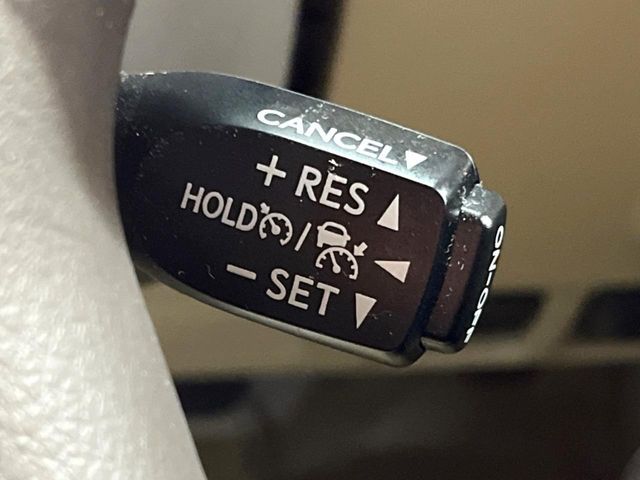 CANCEL▼
+ RES ▲
HOLD /
− SET ▼
ON-OFF